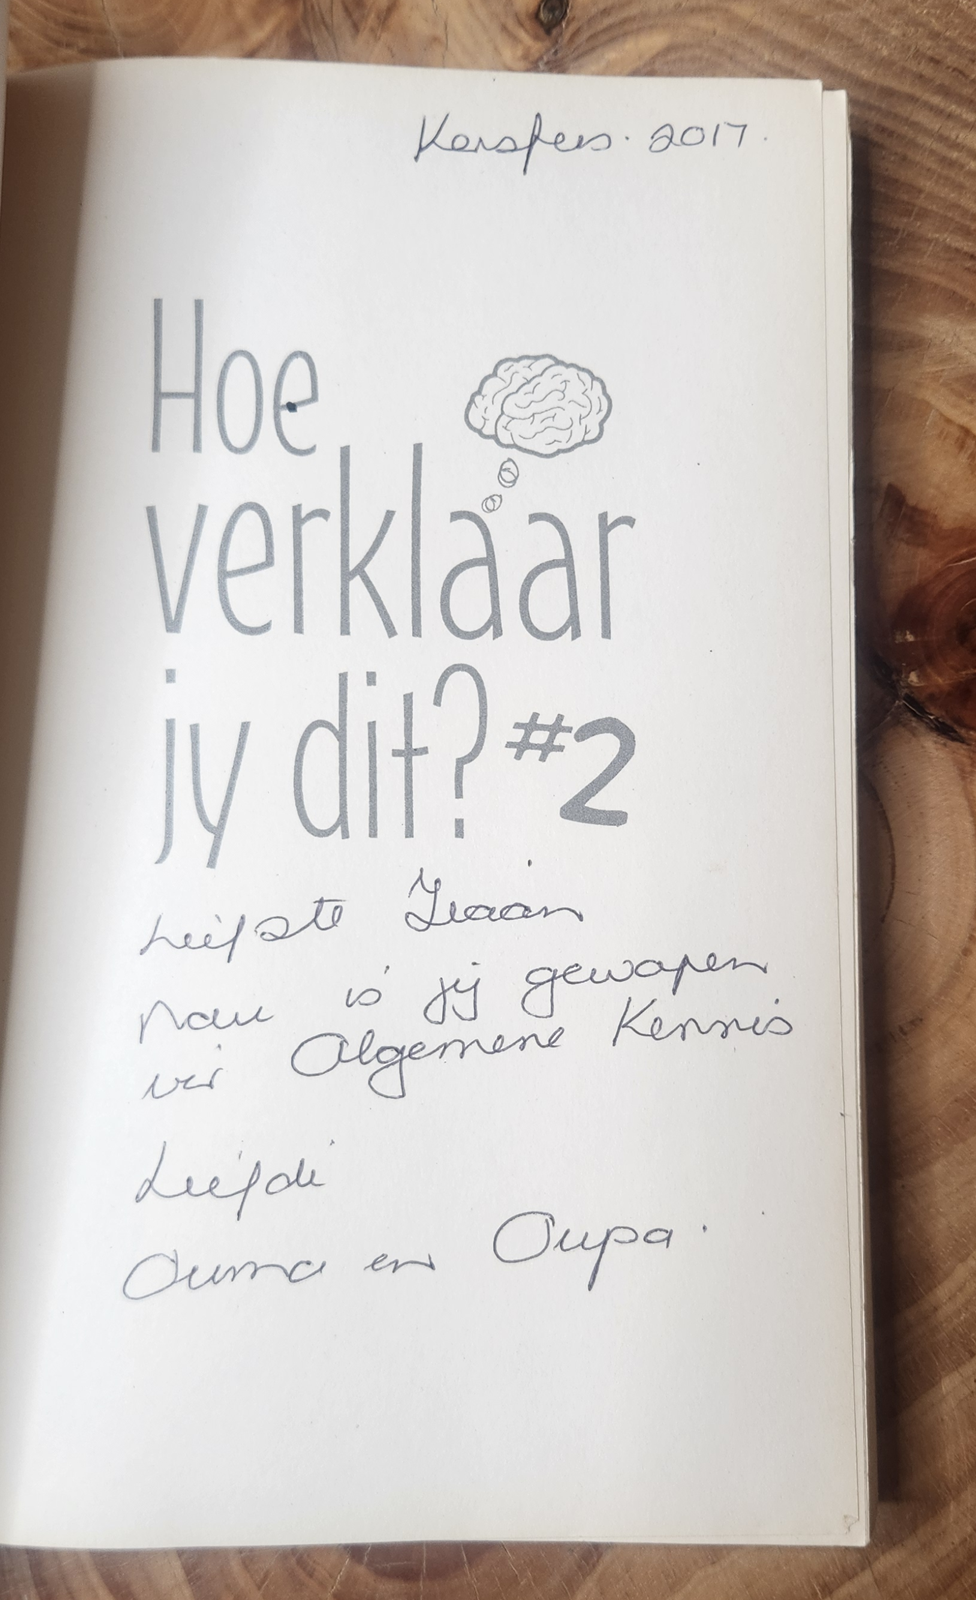 Kersfees. 2017.
Hoe
verklaar
jy dit? #2
Liefste
Nou is jy gewapen
vir Algemene Kennis
Liefde
Ouma en Oupa.